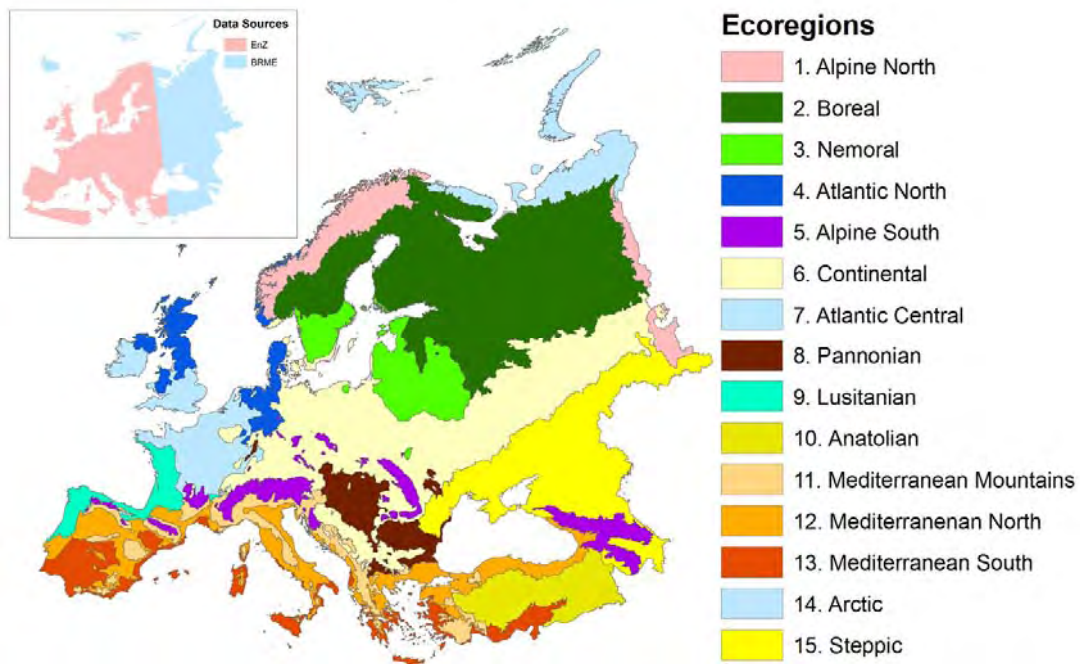 Data Sources
EnZ
BRME
Ecoregions
1. Alpine North
2. Boreal
3. Nemoral
4. Atlantic North
5. Alpine South
6. Continental
7. Atlantic Central
8. Pannonian
9. Lusitanian
10. Anatolian
11. Mediterranean Mountains
12. Mediterranenan North
13. Mediterranean South
14. Arctic
15. Steppic